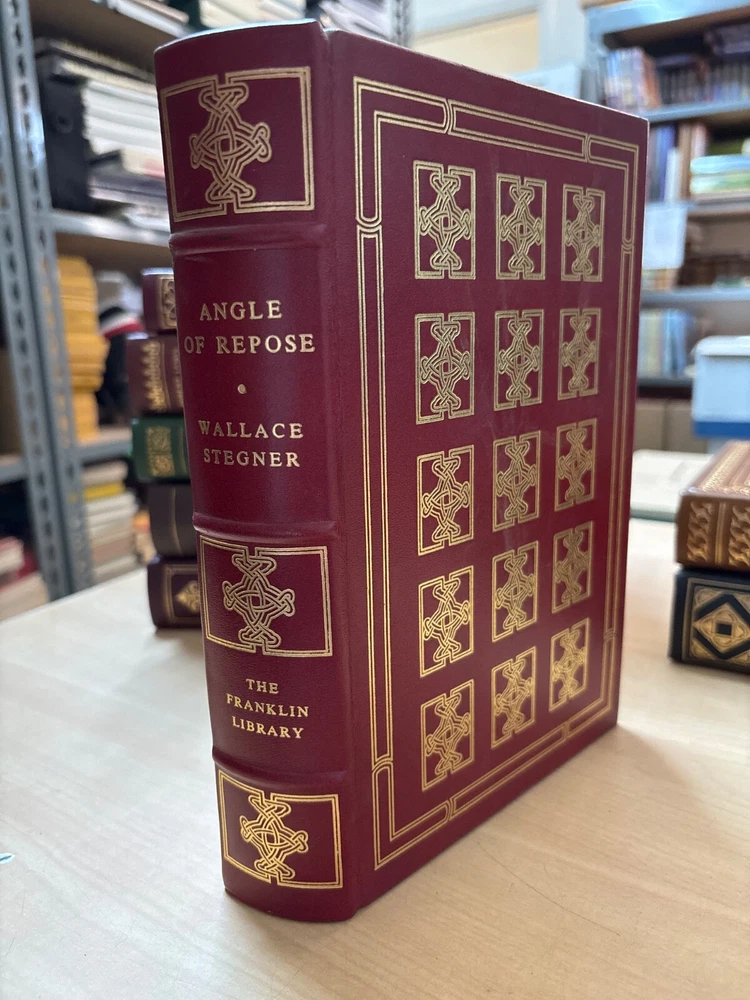 ANGLE
OF REPOSE
WALLACE
STEGNER
THE
FRANKLIN
LIBRARY